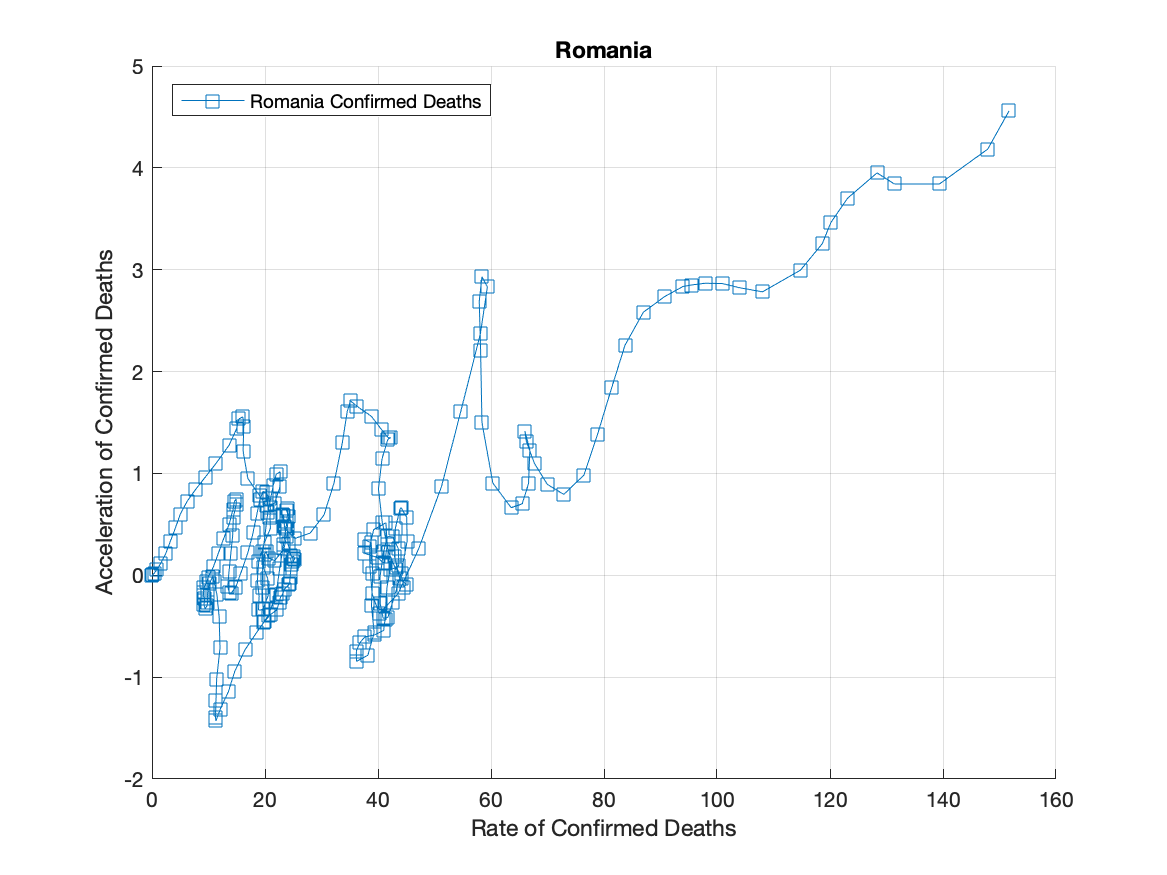 Romania
Romania Confirmed Deaths
5
4
3
2
1
0
-1
-2
Acceleration of Confirmed Deaths
0 20 40 60 80 100 120 140 160
Rate of Confirmed Deaths